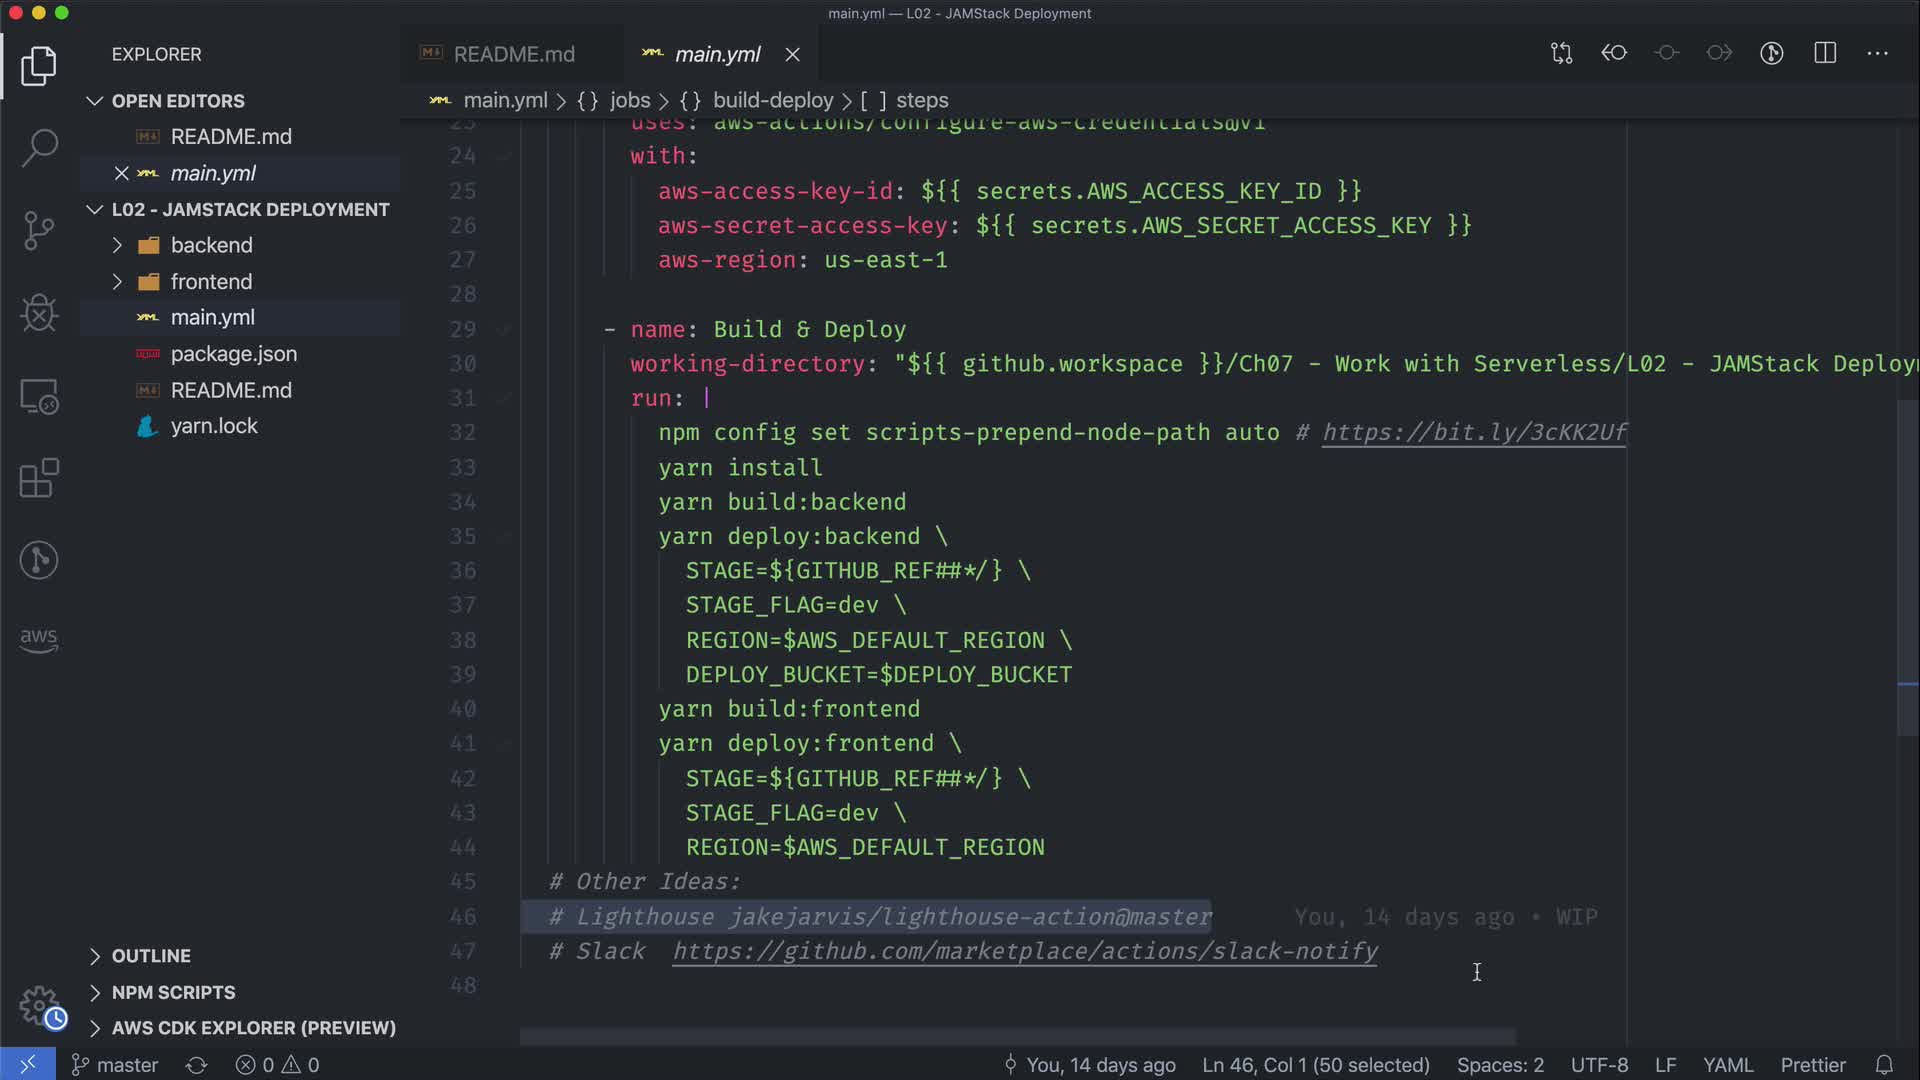 main.yml — L02 - JAMStack Deployment
EXPLORER
OPEN EDITORS
README.md
main.yml
L02 - JAMSTACK DEPLOYMENT
backend
frontend
main.yml
package.json
README.md
yarn.lock
aws
OUTLINE
NPM SCRIPTS
AWS CDK EXPLORER (PREVIEW)
README.md
main.yml
main.yml > {} jobs > {} build-deploy > [ ] steps
23 uses: aws-actions/configure-aws-credentials@v1
24 with:
25 aws-access-key-id: ${{ secrets.AWS_ACCESS_KEY_ID }}
26 aws-secret-access-key: ${{ secrets.AWS_SECRET_ACCESS_KEY }}
27 aws-region: us-east-1
28
29 - name: Build & Deploy
30 working-directory: "${{ github.workspace }}/Ch07 - Work with Serverless/L02 - JAMStack Deploy
31 run: |
32 npm config set scripts-prepend-node-path auto # https://bit.ly/3cKK2Uf
33 yarn install
34 yarn build:backend
35 yarn deploy:backend \
36 STAGE=${GITHUB_REF##*/} \
37 STAGE_FLAG=dev \
38 REGION=$AWS_DEFAULT_REGION \
39 DEPLOY_BUCKET=$DEPLOY_BUCKET
40 yarn build:frontend
41 yarn deploy:frontend \
42 STAGE=${GITHUB_REF##*/} \
43 STAGE_FLAG=dev \
44 REGION=$AWS_DEFAULT_REGION
45 # Other Ideas:
46 # Lighthouse jakejarvis/lighthouse-action@master You, 14 days ago • WIP
47 # Slack https://github.com/marketplace/actions/slack-notify
48
master 0 0 You, 14 days ago Ln 46, Col 1 (50 selected) Spaces: 2 UTF-8 LF YAML Prettier